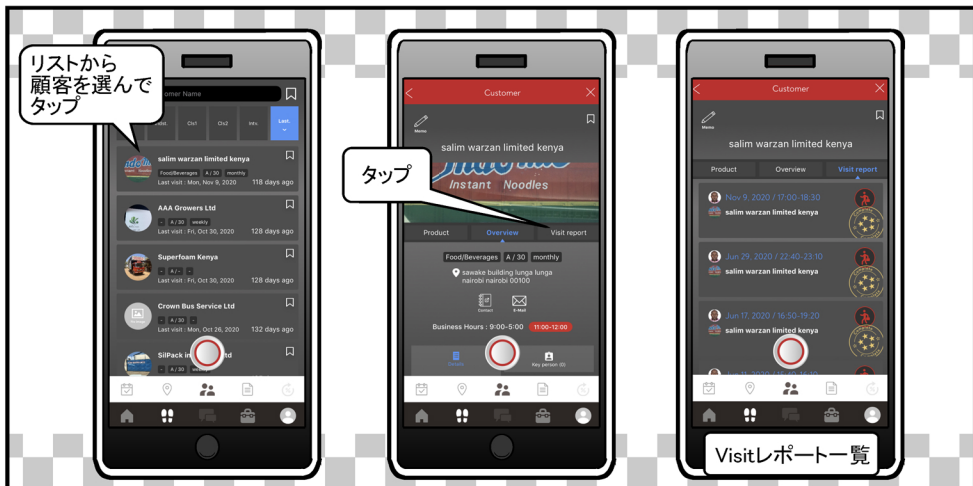 リストから
顧客を選んで
タップ
omer Name
Cls1
Cls2
Info
Last.
salim warzan limited kenya
Food/Beverages A / 30 monthly
Last visit : Mon, Nov 9, 2020 118 days ago
AAA Growers Ltd
- A / 30 weekly
Last visit : Fri, Oct 30, 2020 128 days ago
Superfoam Kenya
- A / - -
Last visit : Fri, Oct 30, 2020 128 days ago
Crown Bus Service Ltd
- A / 30 -
Last visit : Mon, Oct 26, 2020 132 days ago
SilPack in
td
- A / 30
Customer
Memo
salim warzan limited kenya
Instant Noodles
タップ
Product Overview Visit report
Food/Beverages A / 30 monthly
sawake building lunga lunga
nairobi nairobi 00100
Contact E-Mail
Business Hours : 9:00-5:00 11:00-12:00
Key person (0)
Customer
Memo
salim warzan limited kenya
Product Overview Visit report
Nov 9, 2020 / 17:00-18:30
salim warzan limited kenya
Jun 29, 2020 / 22:40-23:10
salim warzan limited kenya
Jun 17, 2020 / 16:50-19:20
salim warzan limited kenya
Visitレポート一覧